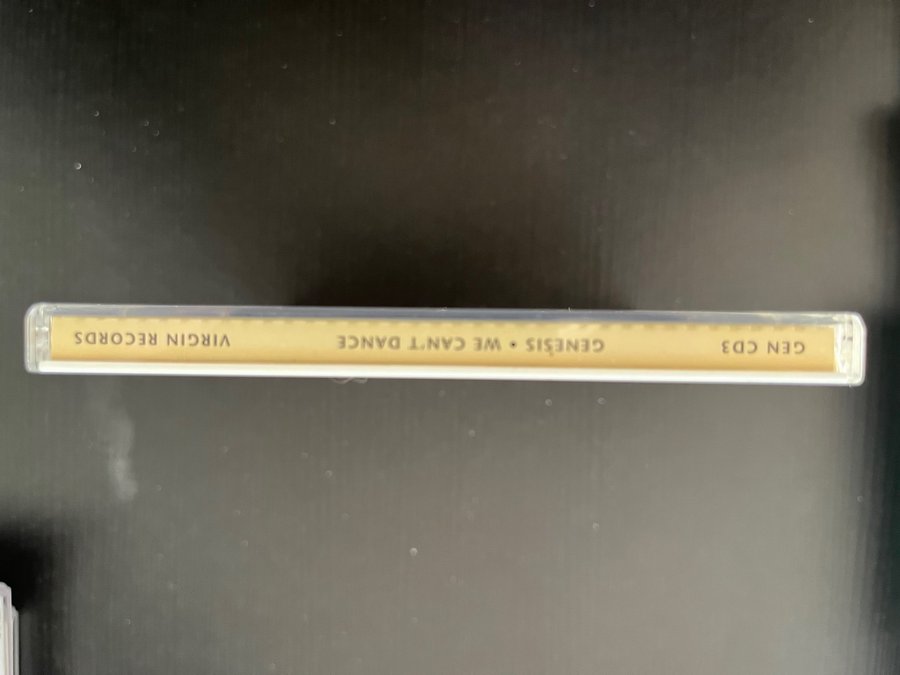 GEN CD3 GENESIS • WE CAN'T DANCE VIRGIN RECORDS